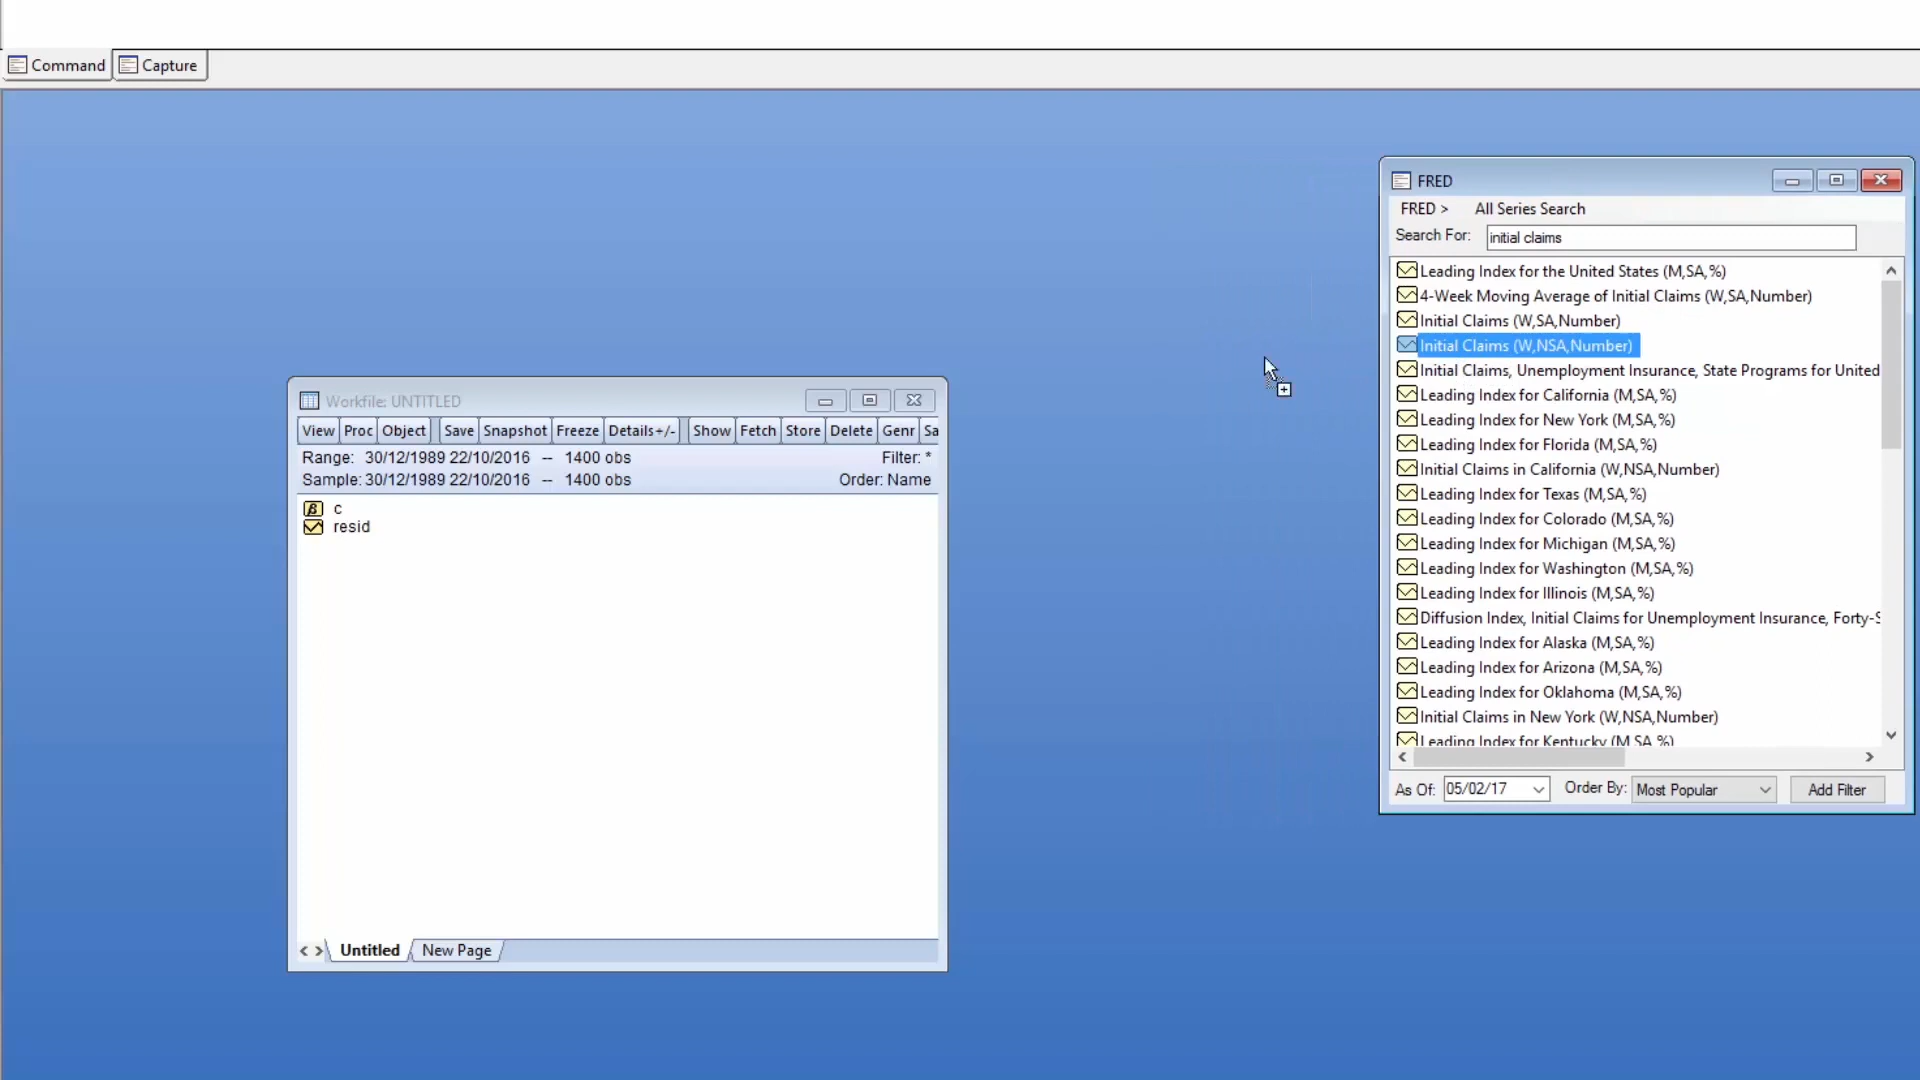 Command Capture
FRED
FRED > All Series Search
Search For: initial claims
Leading Index for the United States (M,SA,%)
4-Week Moving Average of Initial Claims (W,SA,Number)
Initial Claims (W,SA,Number)
Initial Claims (W,NSA,Number)
Initial Claims, Unemployment Insurance, State Programs for United
Leading Index for California (M,SA,%)
Leading Index for New York (M,SA,%)
Leading Index for Florida (M,SA,%)
Initial Claims in California (W,NSA,Number)
Leading Index for Texas (M,SA,%)
Leading Index for Colorado (M,SA,%)
Leading Index for Michigan (M,SA,%)
Leading Index for Washington (M,SA,%)
Leading Index for Illinois (M,SA,%)
Diffusion Index, Initial Claims for Unemployment Insurance, Forty-S
Leading Index for Alaska (M,SA,%)
Leading Index for Arizona (M,SA,%)
Leading Index for Oklahoma (M,SA,%)
Initial Claims in New York (W,NSA,Number)
Leading Index for Kentucky (M,SA,%)
As Of: 05/02/17 Order By: Most Popular Add Filter
Workfile: UNTITLED
View Proc Object Save Snapshot Freeze Details+/- Show Fetch Store Delete Genr Sa
Range: 30/12/1989 22/10/2016 -- 1400 obs Filter: *
Sample: 30/12/1989 22/10/2016 -- 1400 obs Order: Name
β c
resid
< > Untitled New Page